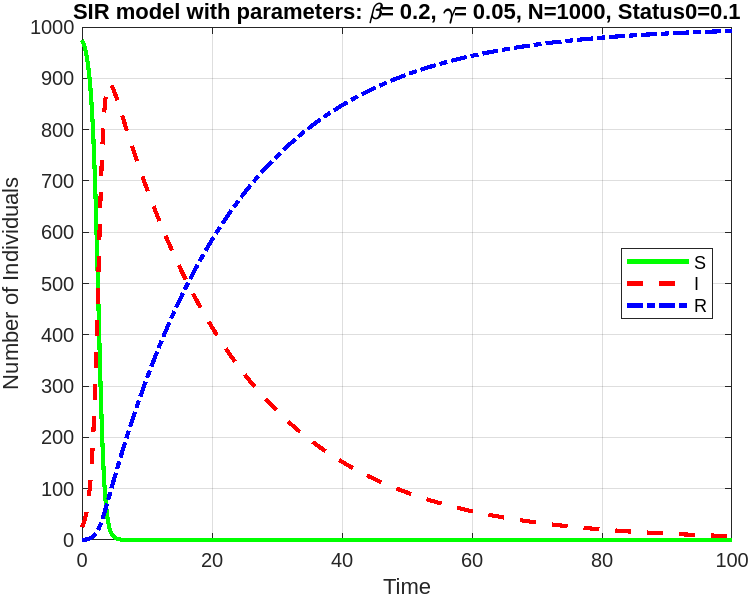 SIR model with parameters: β= 0.2, γ= 0.05, N=1000, Status0=0.1
Number of Individuals
1000
900
800
700
600
500
400
300
200
100
0
S
I
R
0 20 40 60 80 100
Time